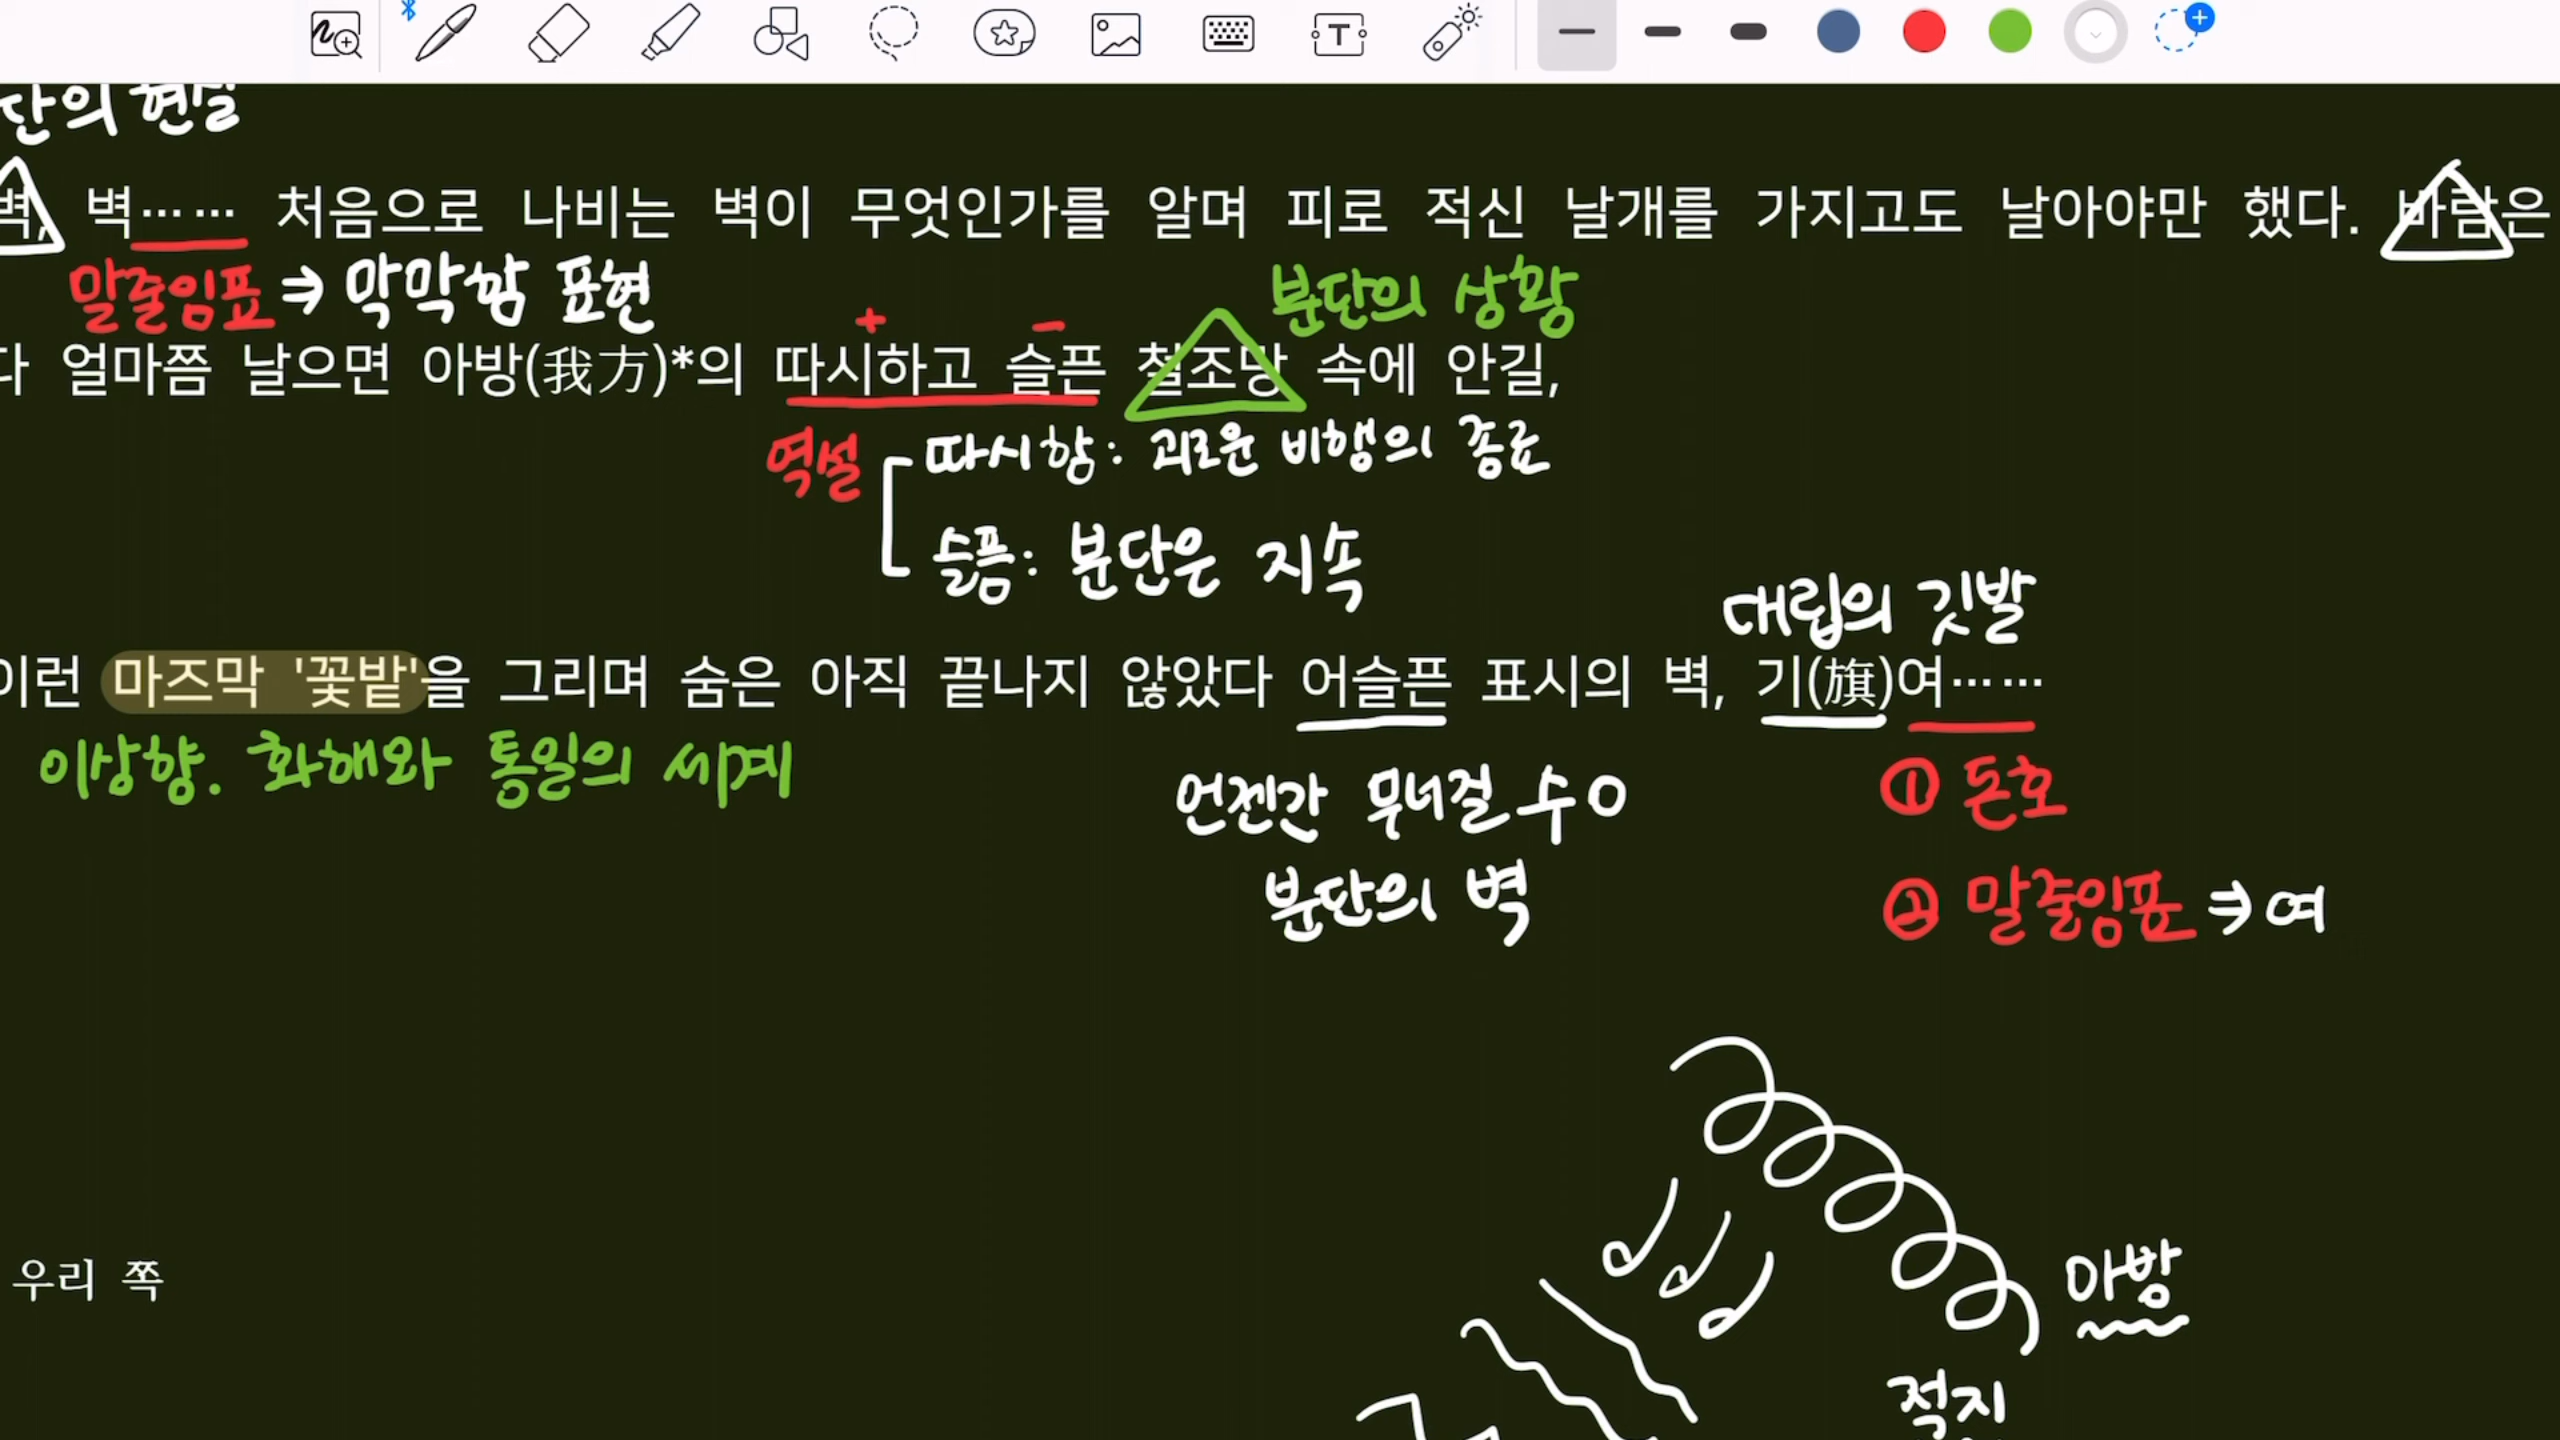 단의 현실
벽, 벽…… 처음으로 나비는 벽이 무엇인가를 알며 피로 적신 날개를 가지고도 날아야만 했다. 바람은
말줄임표 ⇒ 막막함 표현
분단의 상황
+ −
다 얼마쯤 날으면 아방(我方)*의 따시하고 슬픈 철조망 속에 안길,
역설
따시함: 괴로운 비행의 종료
슬픔: 분단은 지속
대립의 깃발
이런 마즈막 '꽃밭'을 그리며 숨은 아직 끝나지 않았다 어슬픈 표시의 벽, 기(旗)여……
이상향. 화해와 통일의 세계
언젠간 무너질 수 O
분단의 벽
① 돈호
② 말줄임표 ⇒ 여
우리 쪽
아방
적지